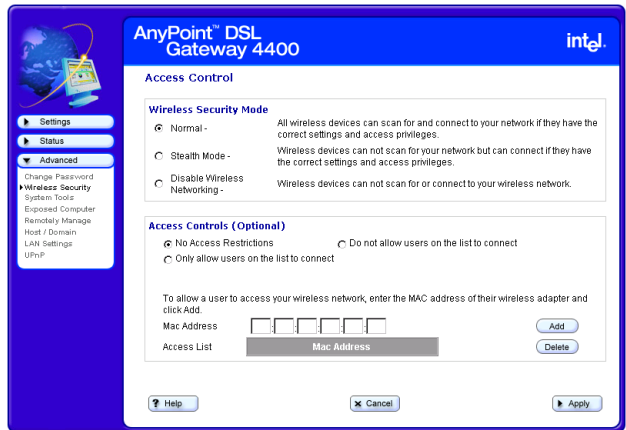 AnyPoint™ DSL
Gateway 4400
intel.
Settings
Status
Advanced
Change Password
Wireless Security
System Tools
Exposed Computer
Remotely Manage
Host / Domain
LAN Settings
UPnP
Access Control
Wireless Security Mode
Normal - All wireless devices can scan for and connect to your network if they have the
correct settings and access privileges.
Stealth Mode - Wireless devices can not scan for your network but can connect if they have
the correct settings and access privileges.
Disable Wireless
Networking - Wireless devices can not scan for or connect to your wireless network.
Access Controls (Optional)
No Access Restrictions Do not allow users on the list to connect
Only allow users on the list to connect
To allow a user to access your wireless network, enter the MAC address of their wireless adapter and
click Add.
Mac Address : : : : : Add
Access List Mac Address Delete
? Help Cancel Apply